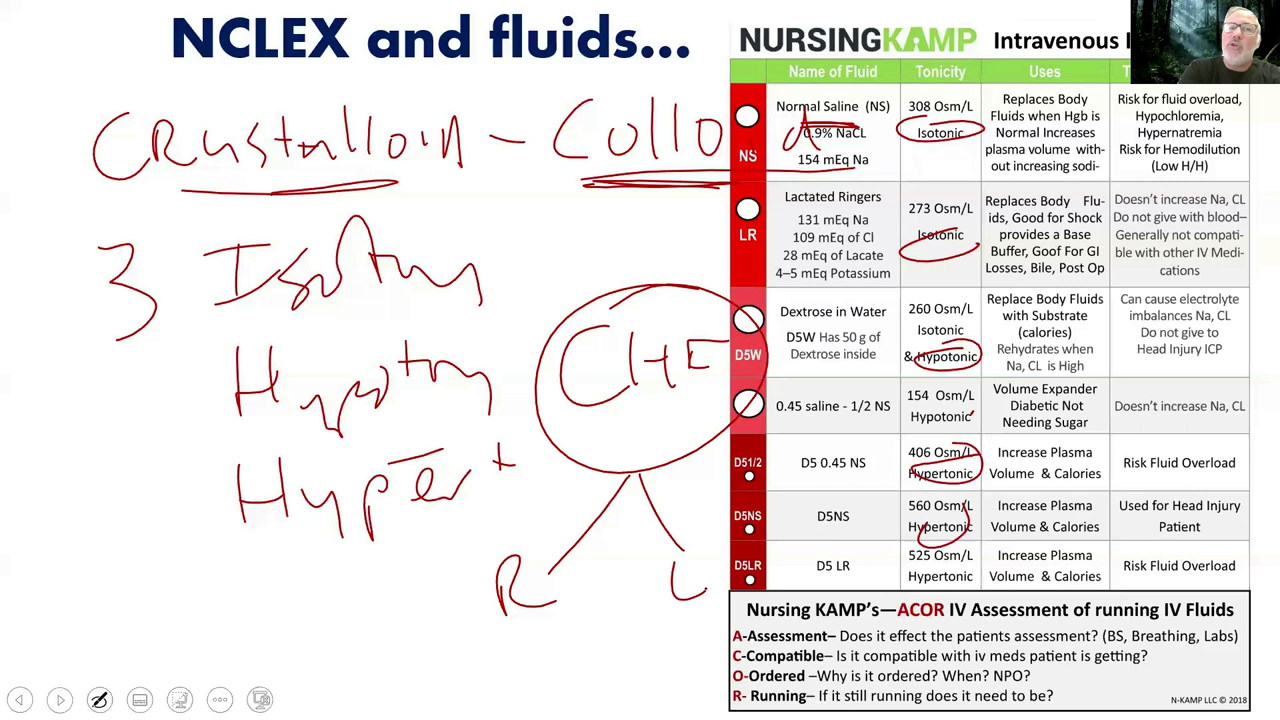 NCLEX and fluids...
Crustalloid - Colloid
3 Isoton
Hypoton
Hyper +
CHF
R L
NURSINGKAMP Intravenous
Name of Fluid Tonicity Uses
NS
Normal Saline (NS)
0.9% NaCL
154 mEq Na
308 Osm/L
Isotonic
Replaces Body
Fluids when Hgb is
Normal Increases
plasma volume with-
out increasing sodi-
Risk for fluid overload,
Hypochloremia,
Hypernatremia
Risk for Hemodilution
(Low H/H)
LR
Lactated Ringers
131 mEq Na
109 mEq of Cl
28 mEq of Lacate
4–5 mEq Potassium
273 Osm/L
Isotonic
Replaces Body Flu-
ids, Good for Shock
provides a Base
Buffer, Goof For GI
Losses, Bile, Post Op
Doesn't increase Na, CL
Do not give with blood–
Generally not compati-
ble with other IV Medi-
cations
D5W
Dextrose in Water
D5W Has 50 g of
Dextrose inside
260 Osm/L
Isotonic
& Hypotonic
Replace Body Fluids
with Substrate
(calories)
Rehydrates when
Na, CL is High
Can cause electrolyte
imbalances Na, CL
Do not give to
Head Injury ICP
0.45 saline - 1/2 NS
154 Osm/L
Hypotonic
Volume Expander
Diabetic Not
Needing Sugar
Doesn't increase Na, CL
D51/2
D5 0.45 NS
406 Osm/L
Hypertonic
Increase Plasma
Volume & Calories
Risk Fluid Overload
D5NS
D5NS
560 Osm/L
Hypertonic
Increase Plasma
Volume & Calories
Used for Head Injury
Patient
D5LR
D5 LR
525 Osm/L
Hypertonic
Increase Plasma
Volume & Calories
Risk Fluid Overload
Nursing KAMP's—ACOR IV Assessment of running IV Fluids
A-Assessment– Does it effect the patients assessment? (BS, Breathing, Labs)
C-Compatible– Is it compatible with iv meds patient is getting?
O-Ordered –Why is it ordered? When? NPO?
R- Running– If it still running does it need to be?
N-KAMP LLC © 2018